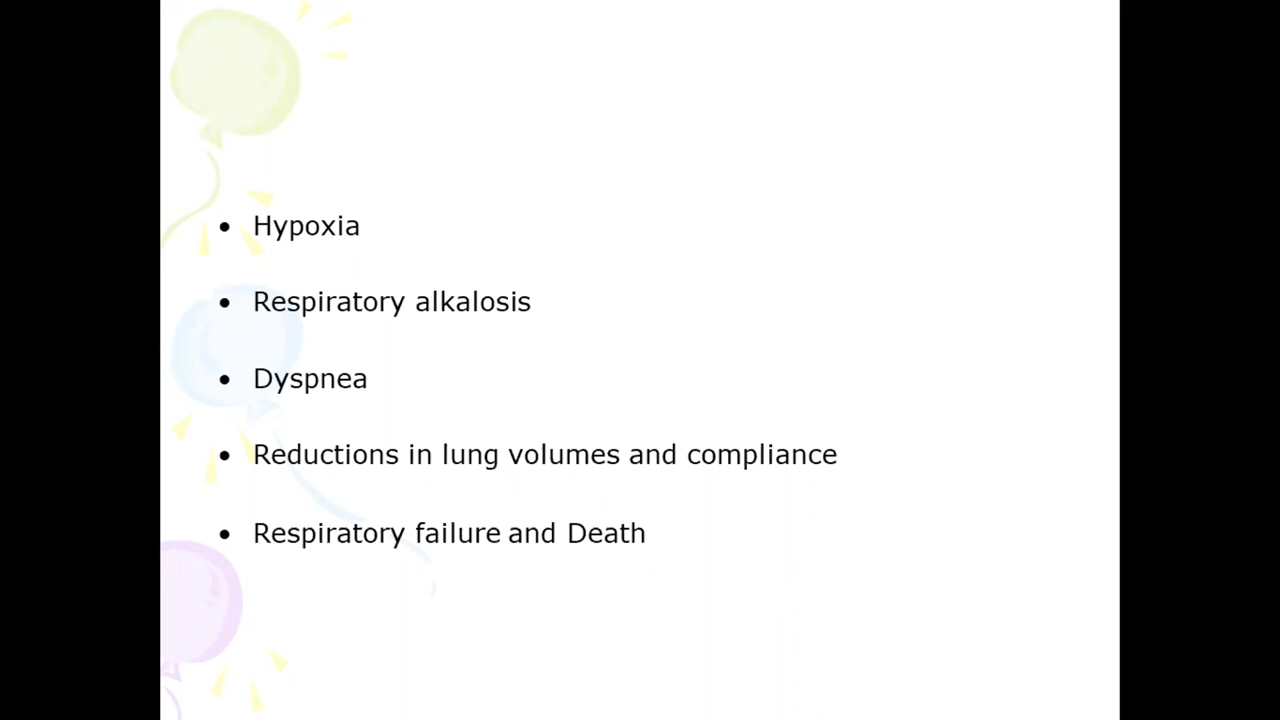 • Hypoxia
• Respiratory alkalosis
• Dyspnea
• Reductions in lung volumes and compliance
• Respiratory failure and Death